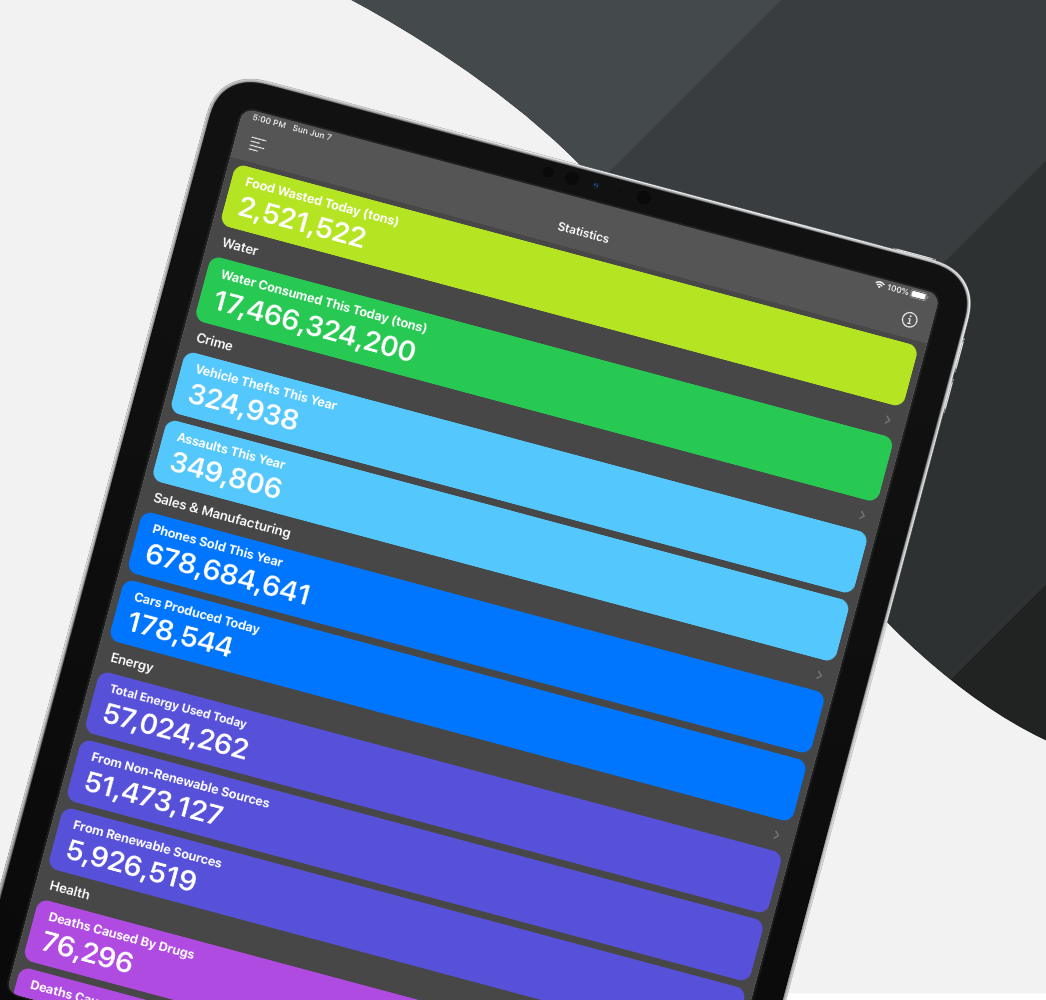 5:00 PM Sun Jun 7
100%
Statistics
Food Wasted Today (tons)
2,521,522
Water
Water Consumed This Today (tons)
17,466,324,200
Crime
Vehicle Thefts This Year
324,938
Assaults This Year
349,806
Sales & Manufacturing
Phones Sold This Year
678,684,641
Cars Produced Today
178,544
Energy
Total Energy Used Today
57,024,262
From Non-Renewable Sources
51,473,127
From Renewable Sources
5,926,519
Health
Deaths Caused By Drugs
76,296
Deaths